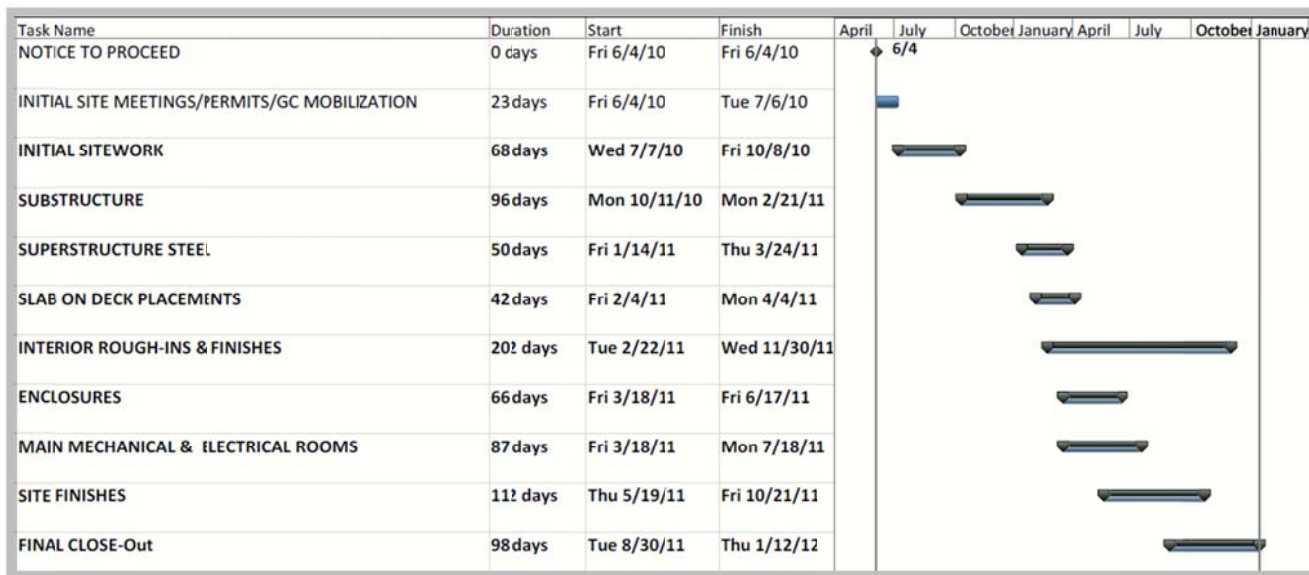 Task Name Duration Start Finish April July October January April July October January
NOTICE TO PROCEED 0 days Fri 6/4/10 Fri 6/4/10 6/4
INITIAL SITE MEETINGS/PERMITS/GC MOBILIZATION 23 days Fri 6/4/10 Tue 7/6/10
INITIAL SITEWORK 68 days Wed 7/7/10 Fri 10/8/10
SUBSTRUCTURE 96 days Mon 10/11/10 Mon 2/21/11
SUPERSTRUCTURE STEEL 50 days Fri 1/14/11 Thu 3/24/11
SLAB ON DECK PLACEMENTS 42 days Fri 2/4/11 Mon 4/4/11
INTERIOR ROUGH-INS & FINISHES 202 days Tue 2/22/11 Wed 11/30/11
ENCLOSURES 66 days Fri 3/18/11 Fri 6/17/11
MAIN MECHANICAL & ELECTRICAL ROOMS 87 days Fri 3/18/11 Mon 7/18/11
SITE FINISHES 112 days Thu 5/19/11 Fri 10/21/11
FINAL CLOSE-Out 98 days Tue 8/30/11 Thu 1/12/12